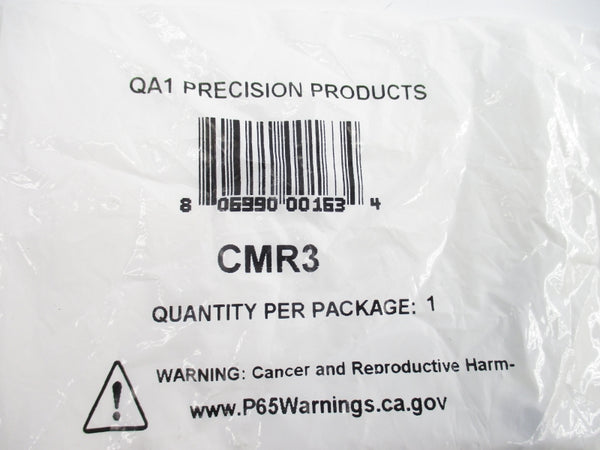 QA1 PRECISION PRODUCTS
8 06990 00163 4
CMR3
QUANTITY PER PACKAGE: 1
WARNING: Cancer and Reproductive Harm-
www.P65Warnings.ca.gov